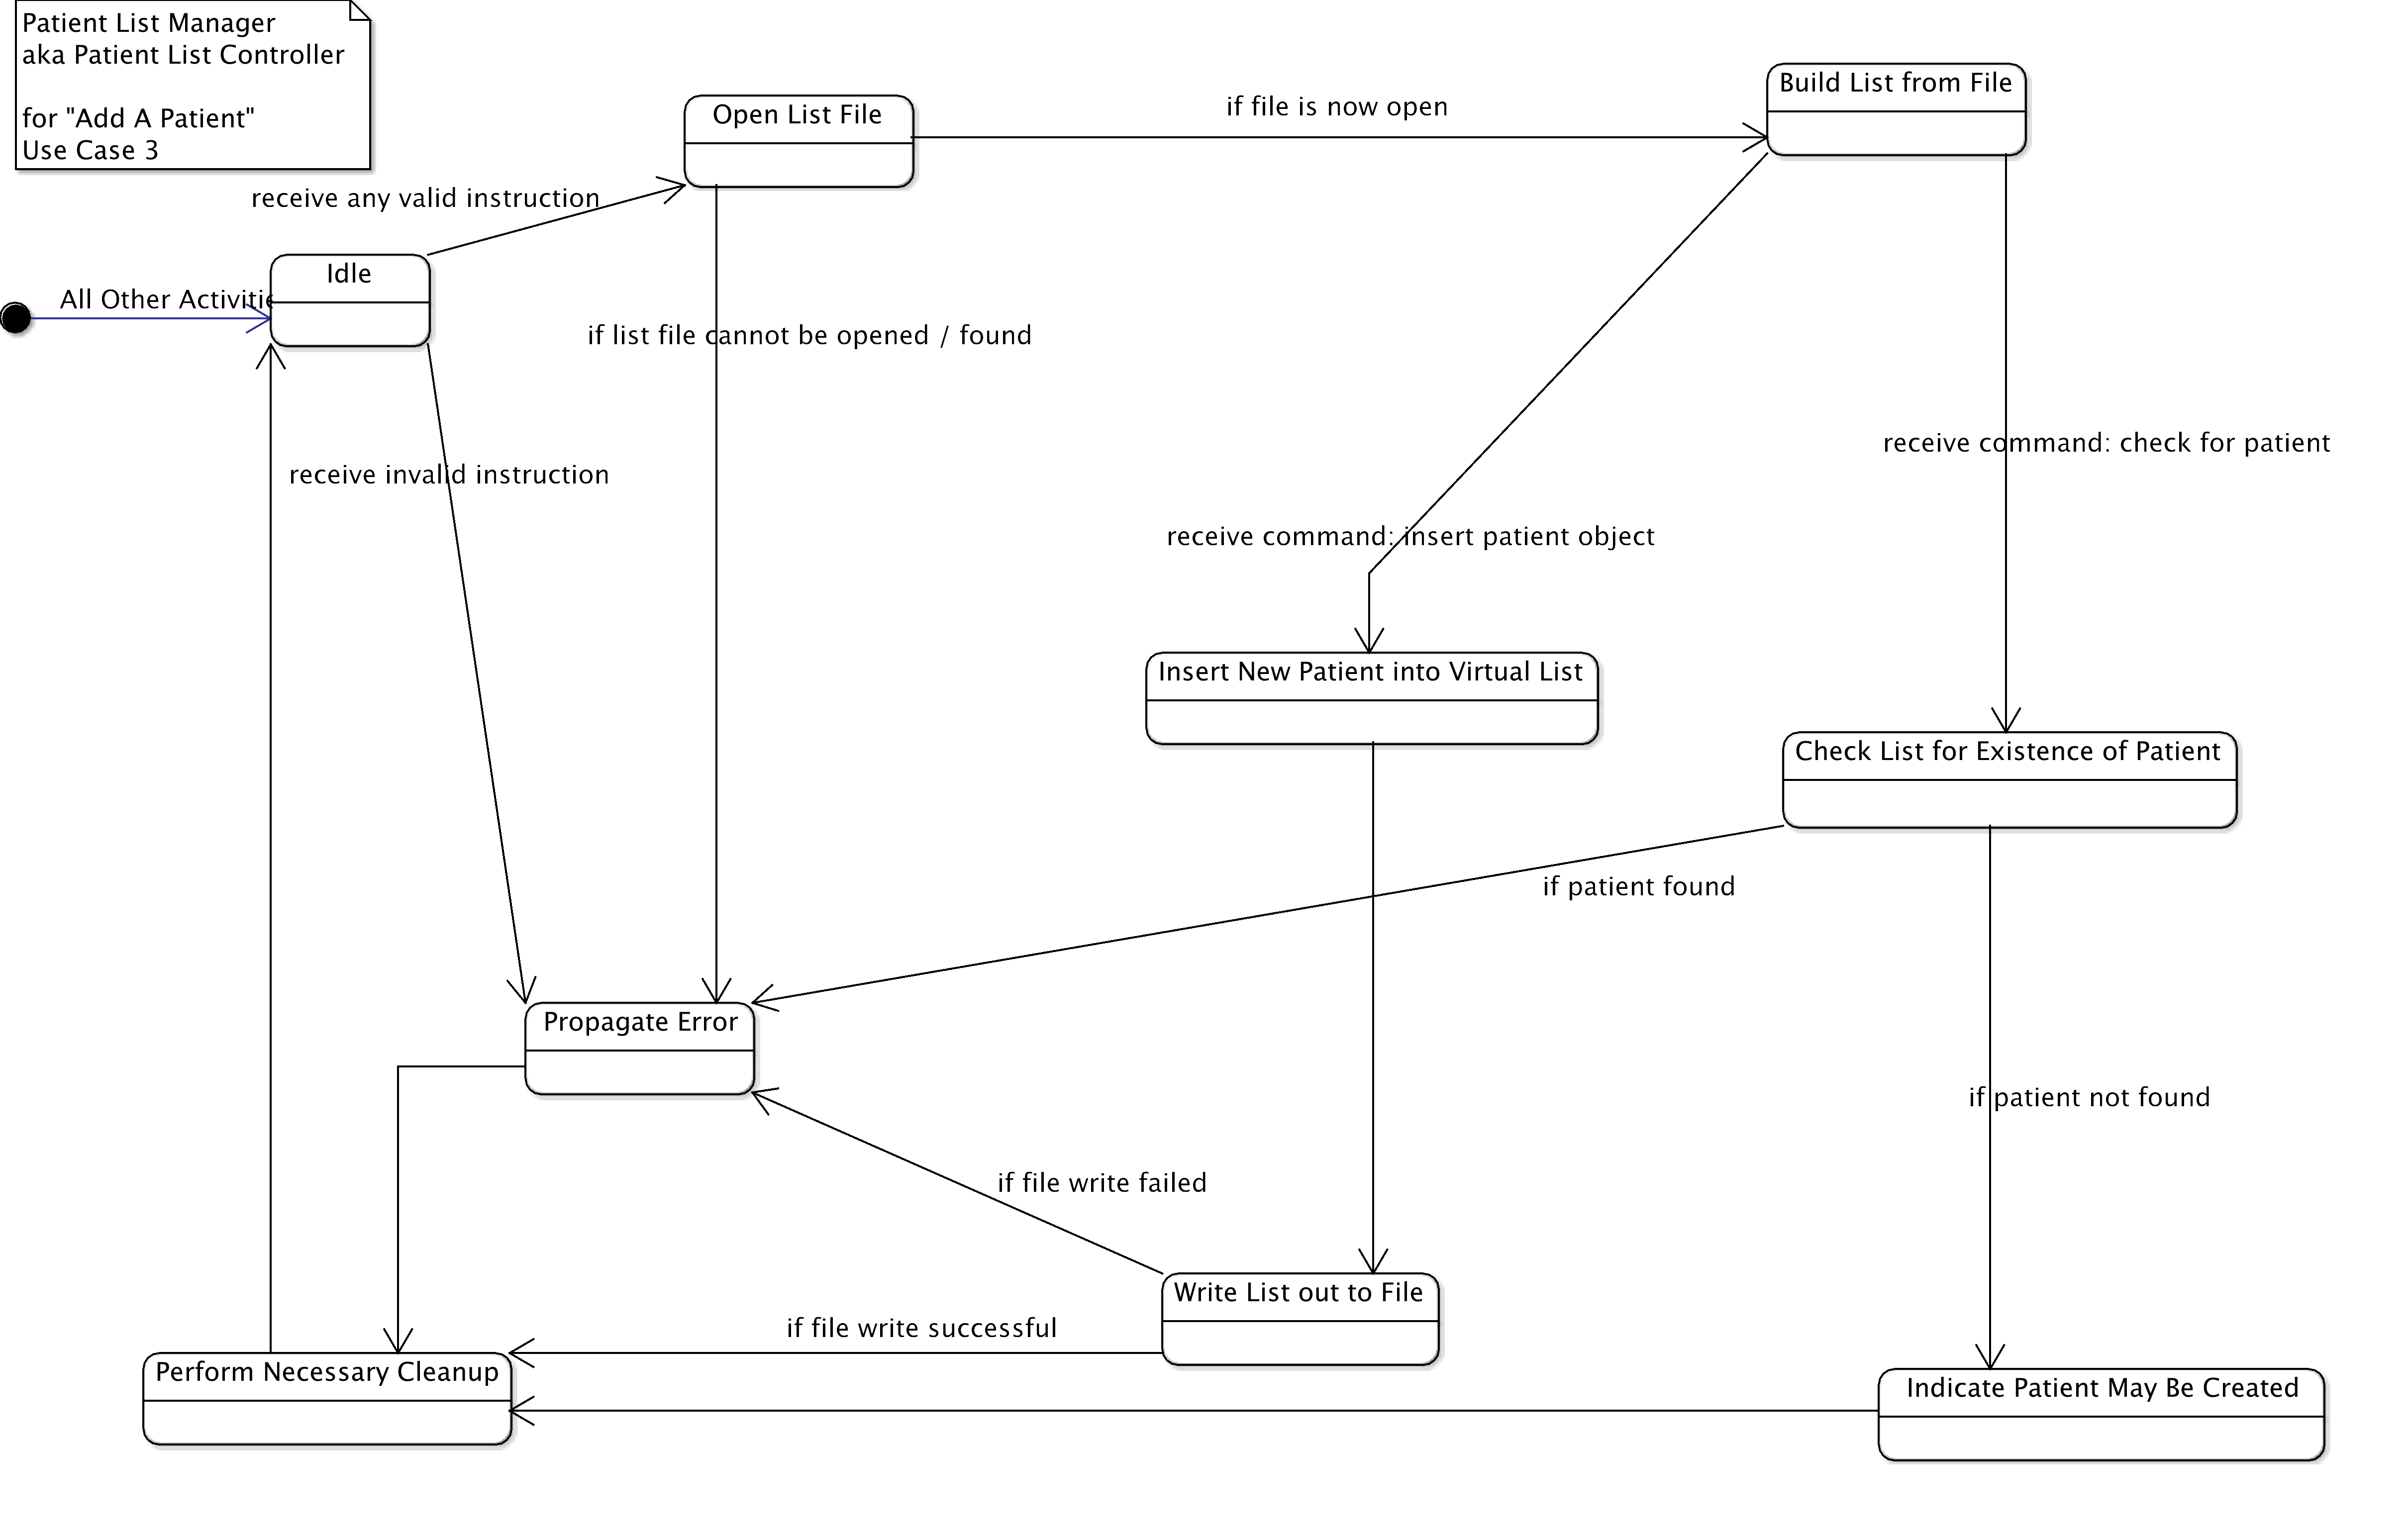 Patient List Manager
aka Patient List Controller
for "Add A Patient"
Use Case 3
Open List File
if file is now open
Build List from File
receive any valid instruction
Idle
All Other Activitie
if list file cannot be opened / found
receive invalid instruction
receive command: check for patient
receive command: insert patient object
Insert New Patient into Virtual List
Check List for Existence of Patient
if patient found
Propagate Error
if patient not found
if file write failed
Write List out to File
if file write successful
Perform Necessary Cleanup
Indicate Patient May Be Created